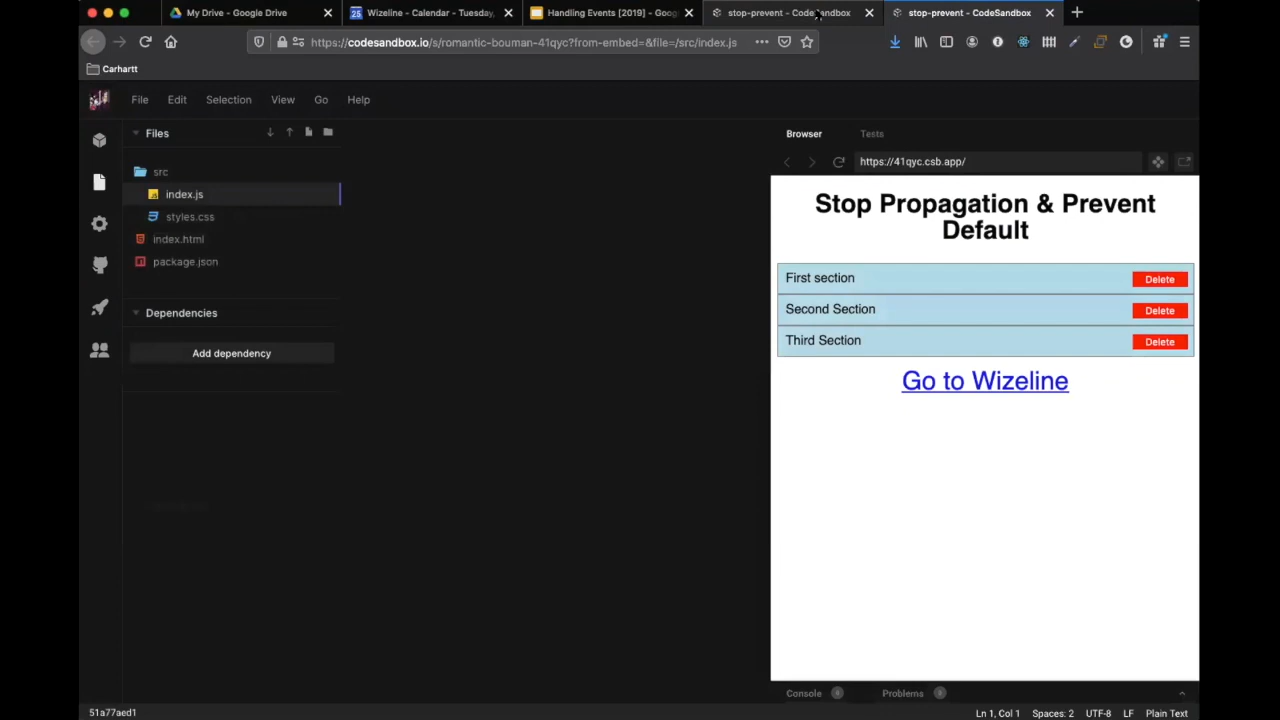 My Drive - Google Drive
Wizeline - Calendar - Tuesday,
Handling Events [2019] - Goog
stop-prevent - CodeSandbox
stop-prevent - CodeSandbox
https://codesandbox.io/s/romantic-bouman-41qyc?from-embed=&file=/src/index.js
Carhartt
File Edit Selection View Go Help
Files
src
index.js
styles.css
index.html
package.json
Dependencies
Add dependency
Browser Tests
https://41qyc.csb.app/
Stop Propagation & Prevent
Default
First section Delete
Second Section Delete
Third Section Delete
Go to Wizeline
Console 0 Problems 0
51a77aed1 Ln 1, Col 1 Spaces: 2 UTF-8 LF Plain Text